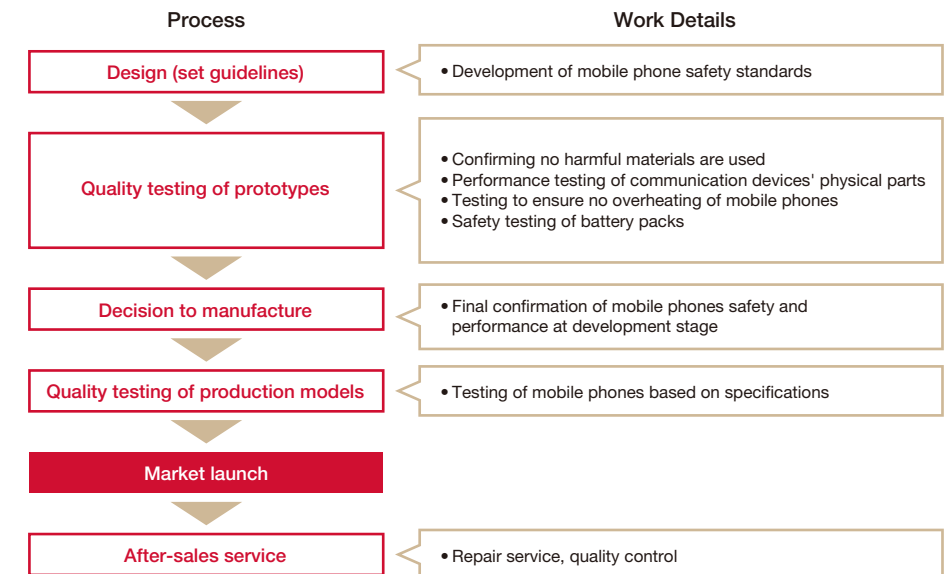 Process
Work Details
Design (set guidelines)
• Development of mobile phone safety standards
Quality testing of prototypes
• Confirming no harmful materials are used
• Performance testing of communication devices' physical parts
• Testing to ensure no overheating of mobile phones
• Safety testing of battery packs
Decision to manufacture
• Final confirmation of mobile phones safety and
performance at development stage
Quality testing of production models
• Testing of mobile phones based on specifications
Market launch
After-sales service
• Repair service, quality control